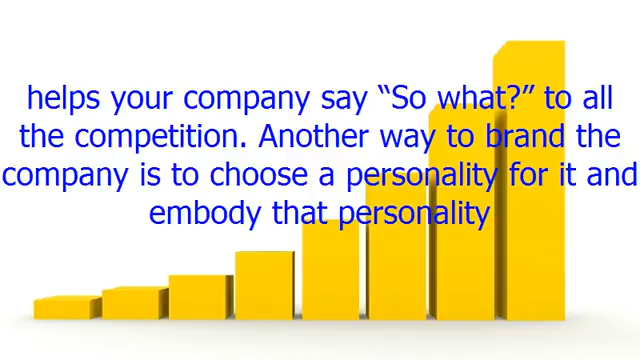 helps your company say “So what?” to all
the competition. Another way to brand the
company is to choose a personality for it and
embody that personality